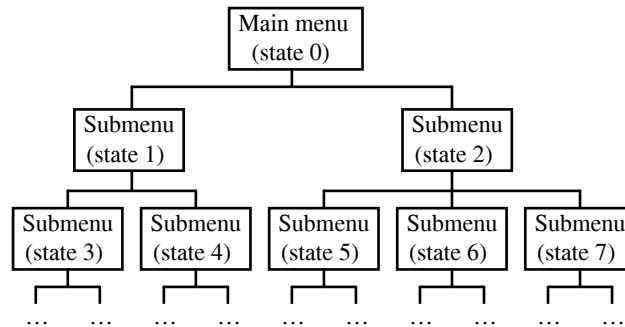 Main menu
(state 0)
Submenu
(state 1)
Submenu
(state 2)
Submenu
(state 3)
Submenu
(state 4)
Submenu
(state 5)
Submenu
(state 6)
Submenu
(state 7)
… … … … … … … … … …